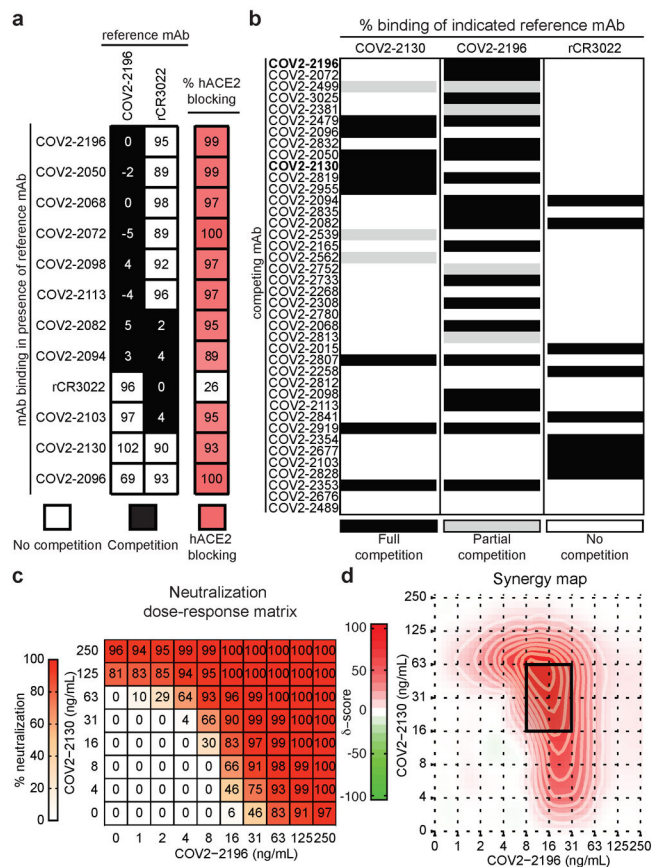 a
reference mAb
COV2-2196
rCR3022
% hACE2
blocking
mAb binding in presence of reference mAb
COV2-2196 0 95 99
COV2-2050 -2 89 99
COV2-2068 0 98 97
COV2-2072 -5 89 100
COV2-2098 4 92 97
COV2-2113 -4 96 97
COV2-2082 5 2 95
COV2-2094 3 4 89
rCR3022 96 0 26
COV2-2103 97 4 95
COV2-2130 102 90 93
COV2-2096 69 93 100
No competition
Competition
hACE2
blocking
b
% binding of indicated reference mAb
COV2-2130 COV2-2196 rCR3022
competing mAb
COV2-2196
COV2-2072
COV2-2499
COV2-3025
COV2-2381
COV2-2479
COV2-2096
COV2-2832
COV2-2050
COV2-2130
COV2-2819
COV2-2955
COV2-2094
COV2-2835
COV2-2082
COV2-2539
COV2-2165
COV2-2562
COV2-2752
COV2-2733
COV2-2268
COV2-2308
COV2-2780
COV2-2068
COV2-2813
COV2-2015
COV2-2807
COV2-2258
COV2-2812
COV2-2098
COV2-2113
COV2-2841
COV2-2919
COV2-2354
COV2-2677
COV2-2103
COV2-2828
COV2-2353
COV2-2676
COV2-2489
Full
competition
Partial
competition
No
competition
c
Neutralization
dose-response matrix
% neutralization
100
80
60
40
20
0
COV2−2130 (ng/mL)
250 96 94 95 99 99 100 100 100 100 100
125 81 83 85 94 95 100 100 100 100 100
63 0 10 29 64 93 96 99 100 100 100
31 0 0 0 4 66 90 99 99 100 100
16 0 0 0 0 30 83 97 99 100 100
8 0 0 0 0 0 66 91 98 99 100
4 0 0 0 0 0 46 75 93 99 100
0 0 0 0 0 0 6 46 83 91 97
0 1 2 4 8 16 31 63 125 250
COV2−2196 (ng/mL)
d
Synergy map
δ−score
100
50
0
-50
-100
COV2−2130 (ng/mL)
250
125
63
31
16
8
4
0
0 1 2 4 8 16 31 63 125 250
COV2−2196 (ng/mL)